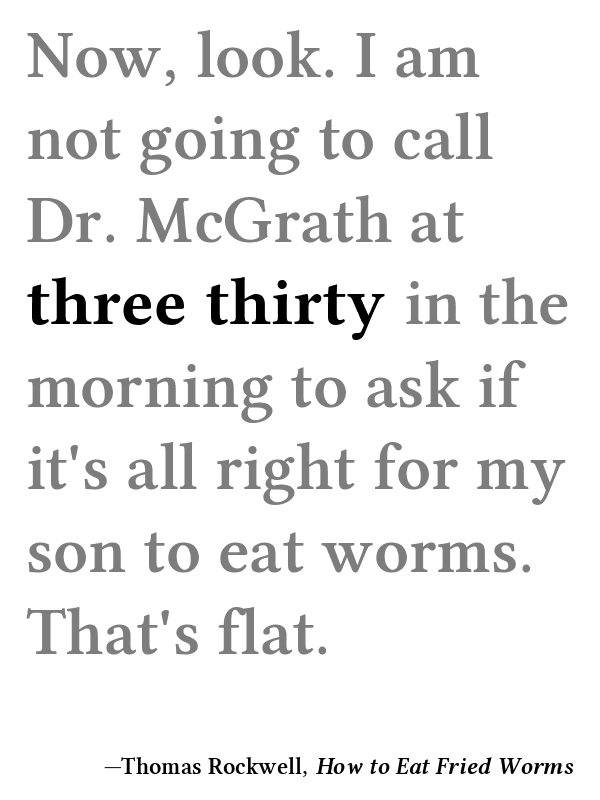 Now, look. I am
not going to call
Dr. McGrath at
three thirty in the
morning to ask if
it's all right for my
son to eat worms.
That's flat.
—Thomas Rockwell, How to Eat Fried Worms